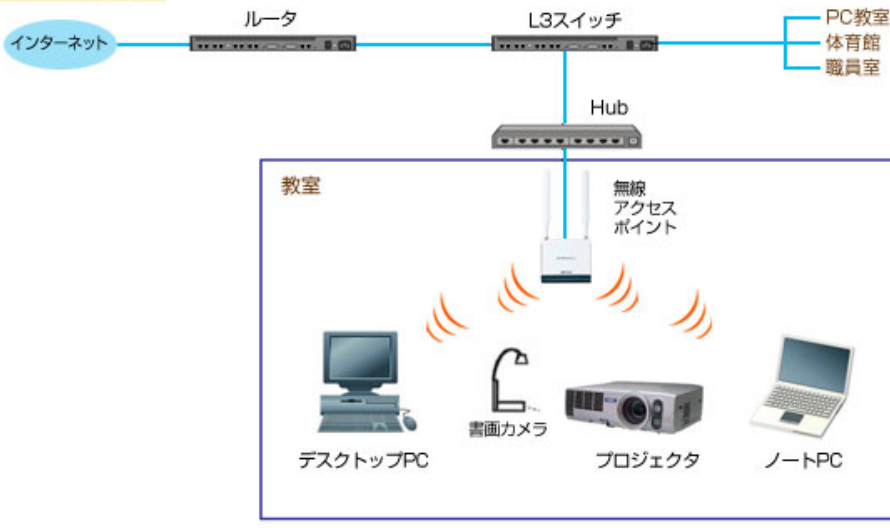 インターネット
ルータ
L3スイッチ
PC教室
体育館
職員室
Hub
教室
無線
アクセス
ポイント
書画カメラ
デスクトップPC
プロジェクタ
ノートPC